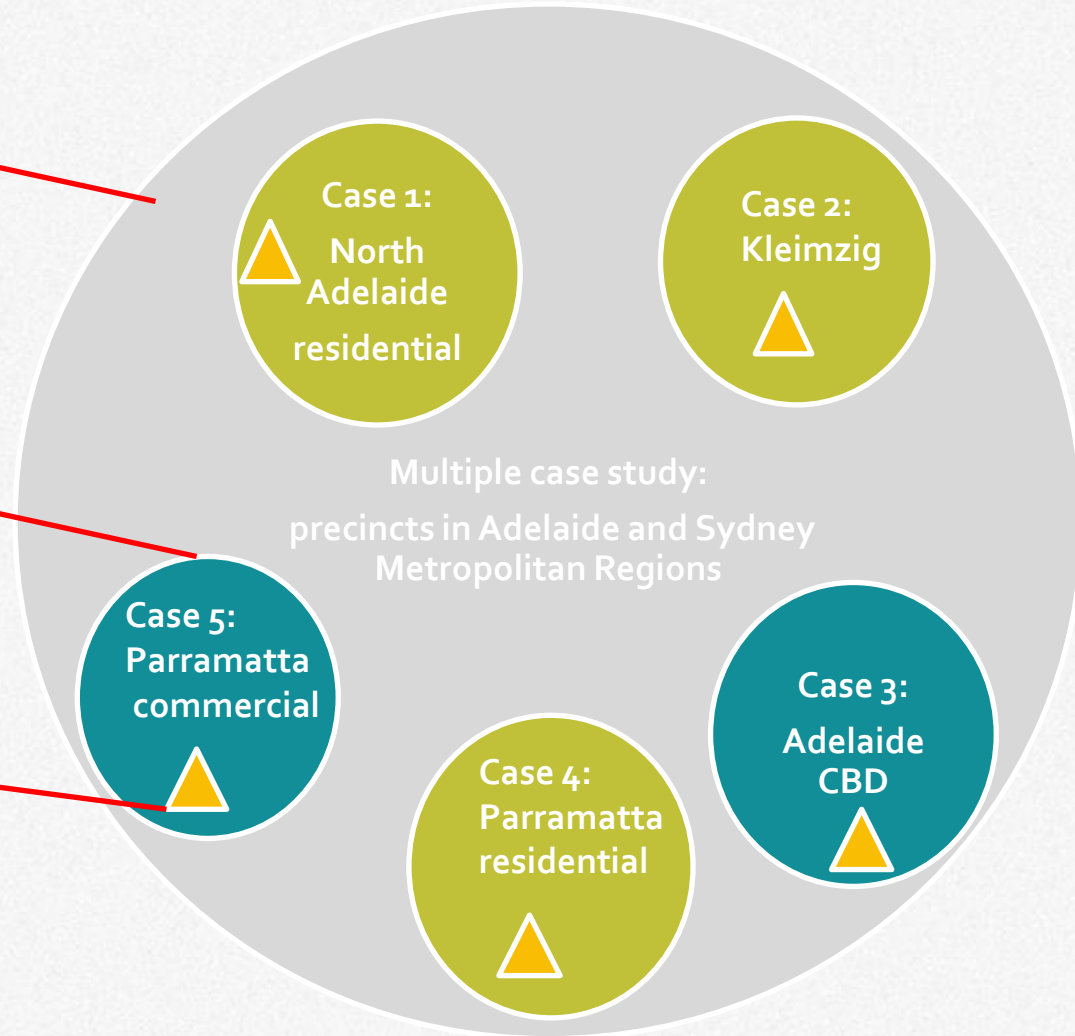 Case 1:
North
Adelaide
residential
Case 2:
Kleimzig
Multiple case study:
precincts in Adelaide and Sydney
Metropolitan Regions
Case 5:
Parramatta
commercial
Case 3:
Adelaide
CBD
Case 4:
Parramatta
residential